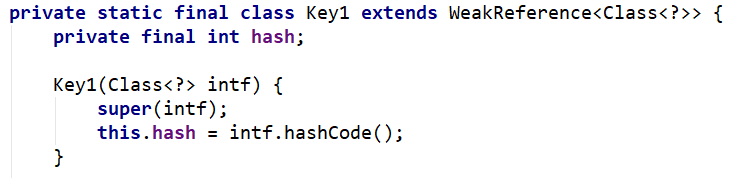 private static final class Key1 extends WeakReference<Class<?>> {
    private final int hash;

    Key1(Class<?> intf) {
        super(intf);
        this.hash = intf.hashCode();
    }